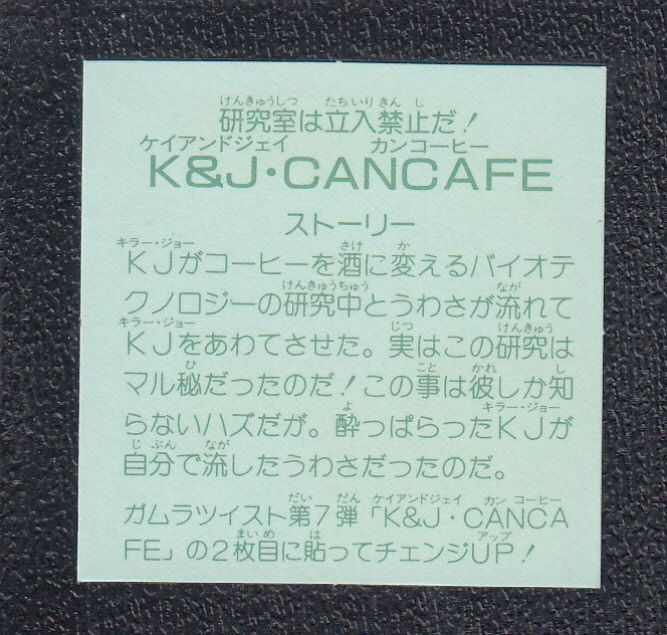 けんきゅうしつ たちいりきんし
研究室は立入禁止だ！
ケイアンドジェイ カンコーヒー
K&J・CANCAFE
ストーリー
キラー・ジョー さけ か
KJがコーヒーを酒に変えるバイオテ
けんきゅうちゅう なが
クノロジーの研究中とうわさが流れて
キラー・ジョー じつ けんきゅう
KJをあわてさせた。実はこの研究は
ひ こと かれ し
マル秘だったのだ！この事は彼しか知
よ キラー・ジョー
らないハズだが。酔っぱらったKJが
じぶん なが
自分で流したうわさだったのだ。
だい だん ケイアンドジェイ カン コーヒー
ガムラツイスト第7弾「K&J・CANCA
まいめ は アップ
FE」の2枚目に貼ってチェンジUP！